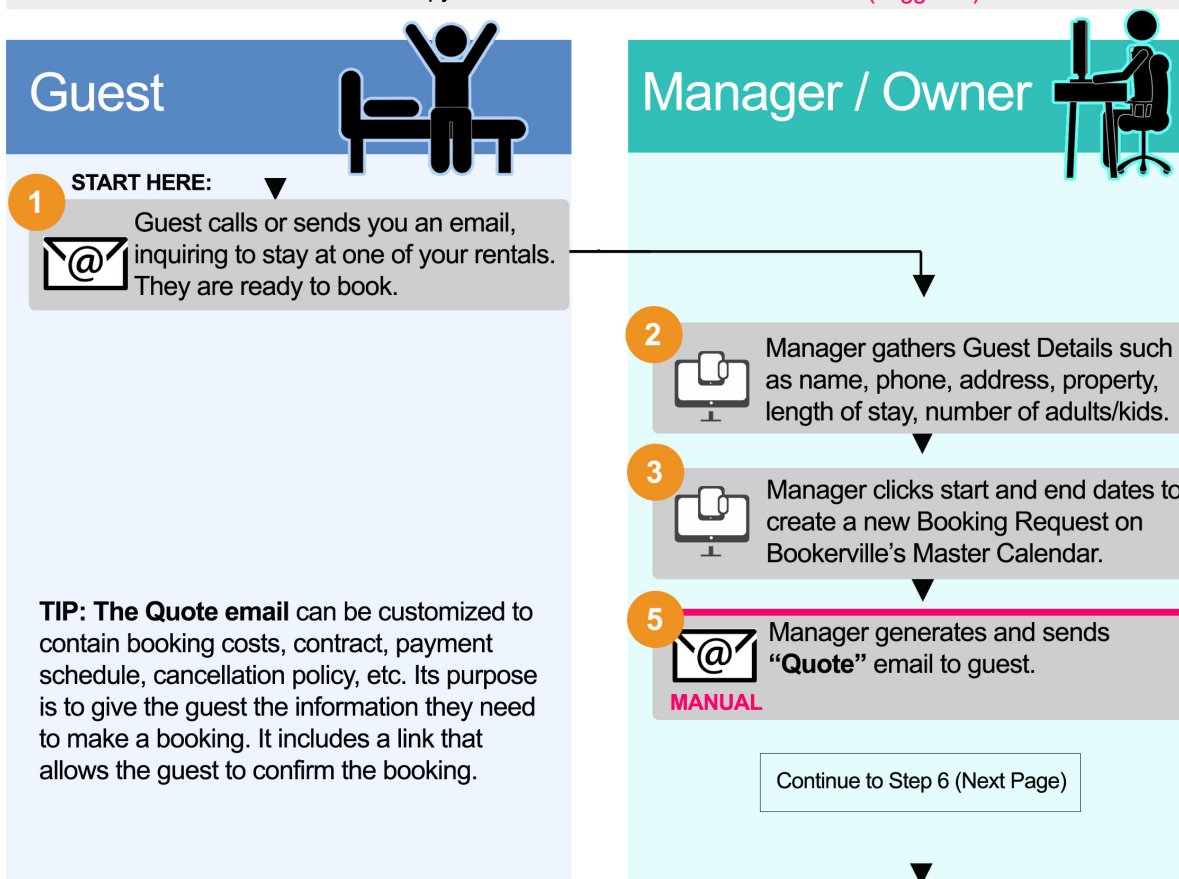 Guest
Manager / Owner
START HERE:
1
Guest calls or sends you an email,
inquiring to stay at one of your rentals.
They are ready to book.
2
Manager gathers Guest Details such
as name, phone, address, property,
length of stay, number of adults/kids.
3
Manager clicks start and end dates to
create a new Booking Request on
Bookerville’s Master Calendar.
TIP: The Quote email can be customized to
contain booking costs, contract, payment
schedule, cancellation policy, etc. Its purpose
is to give the guest the information they need
to make a booking. It includes a link that
allows the guest to confirm the booking.
5
Manager generates and sends
“Quote” email to guest.
MANUAL
Continue to Step 6 (Next Page)